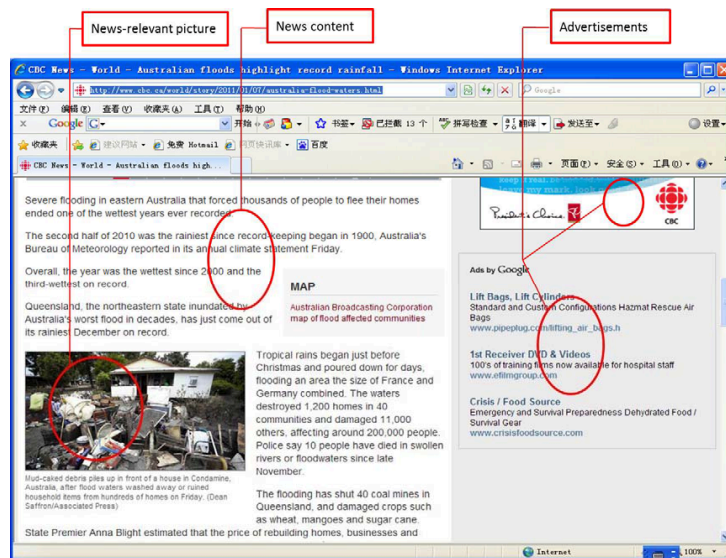 News-relevant picture
News content
Advertisements
CBC News - World - Australian floods highlight record rainfall - Windows Internet Explorer
http://www.cbc.ca/world/story/2011/01/07/australia-flood-waters.html
Google
文件(F) 编辑(E) 查看(V) 收藏夹(A) 工具(T) 帮助(H)
x Google 开始 书签 已拦截 13 个 拼写检查 翻译 发送至 设置
收藏夹 建议网站 免费 Hotmail 网页快讯库 百度
CBC News - World - Australian floods high...
页面(P) 安全(S) 工具(O)
Severe flooding in eastern Australia that forced thousands of people to flee their homes
ended one of the wettest years ever recorded.
The second half of 2010 was the rainiest since record-keeping began in 1900, Australia's
Bureau of Meteorology reported in its annual climate statement Friday.
Overall, the year was the wettest since 2000 and the
third-wettest on record.
Queensland, the northeastern state inundated by
Australia's worst flood in decades, has just come out of
its rainiest December on record.
MAP
Australian Broadcasting Corporation
map of flood affected communities
Tropical rains began just before
Christmas and poured down for days,
flooding an area the size of France and
Germany combined. The waters
destroyed 1,200 homes in 40
communities and damaged 11,000
others, affecting around 200,000 people.
Police say 10 people have died in swollen
rivers or floodwaters since late
November.
Mud-caked debris piles up in front of a house in Condamine,
Australia, after flood waters washed away or ruined
household items from hundreds of homes on Friday. (Dean
Saffron/Associated Press)
The flooding has shut 40 coal mines in
Queensland, and damaged crops such
as wheat, mangoes and sugar cane.
State Premier Anna Blight estimated that the price of rebuilding homes, businesses and
leave my mark, look
President's Choice
CBC
Ads by Google
Lift Bags, Lift Cylinders
Standard and Custom Configurations Hazmat Rescue Air
Bags
www.pipeplug.com/lifting_air_bags.h
1st Receiver DVD & Videos
100's of training films now available for hospital staff
www.efilmgroup.com
Crisis / Food Source
Emergency and Survival Preparedness Dehydrated Food /
Survival Gear
www.crisisfoodsource.com
Internet
100%